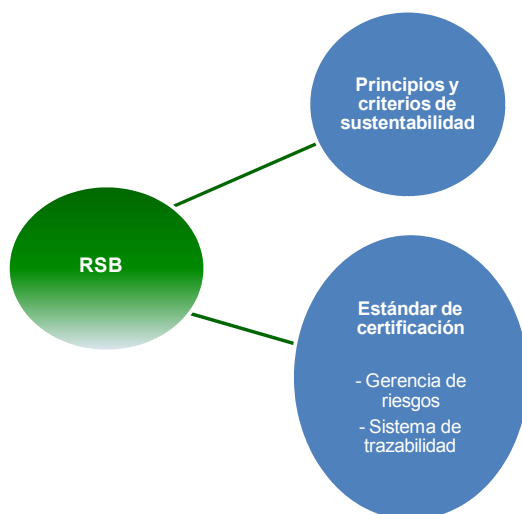 Principios y
criterios de
sustentabilidad
RSB
Estándar de
certificación
- Gerencia de
riesgos
- Sistema de
trazabilidad